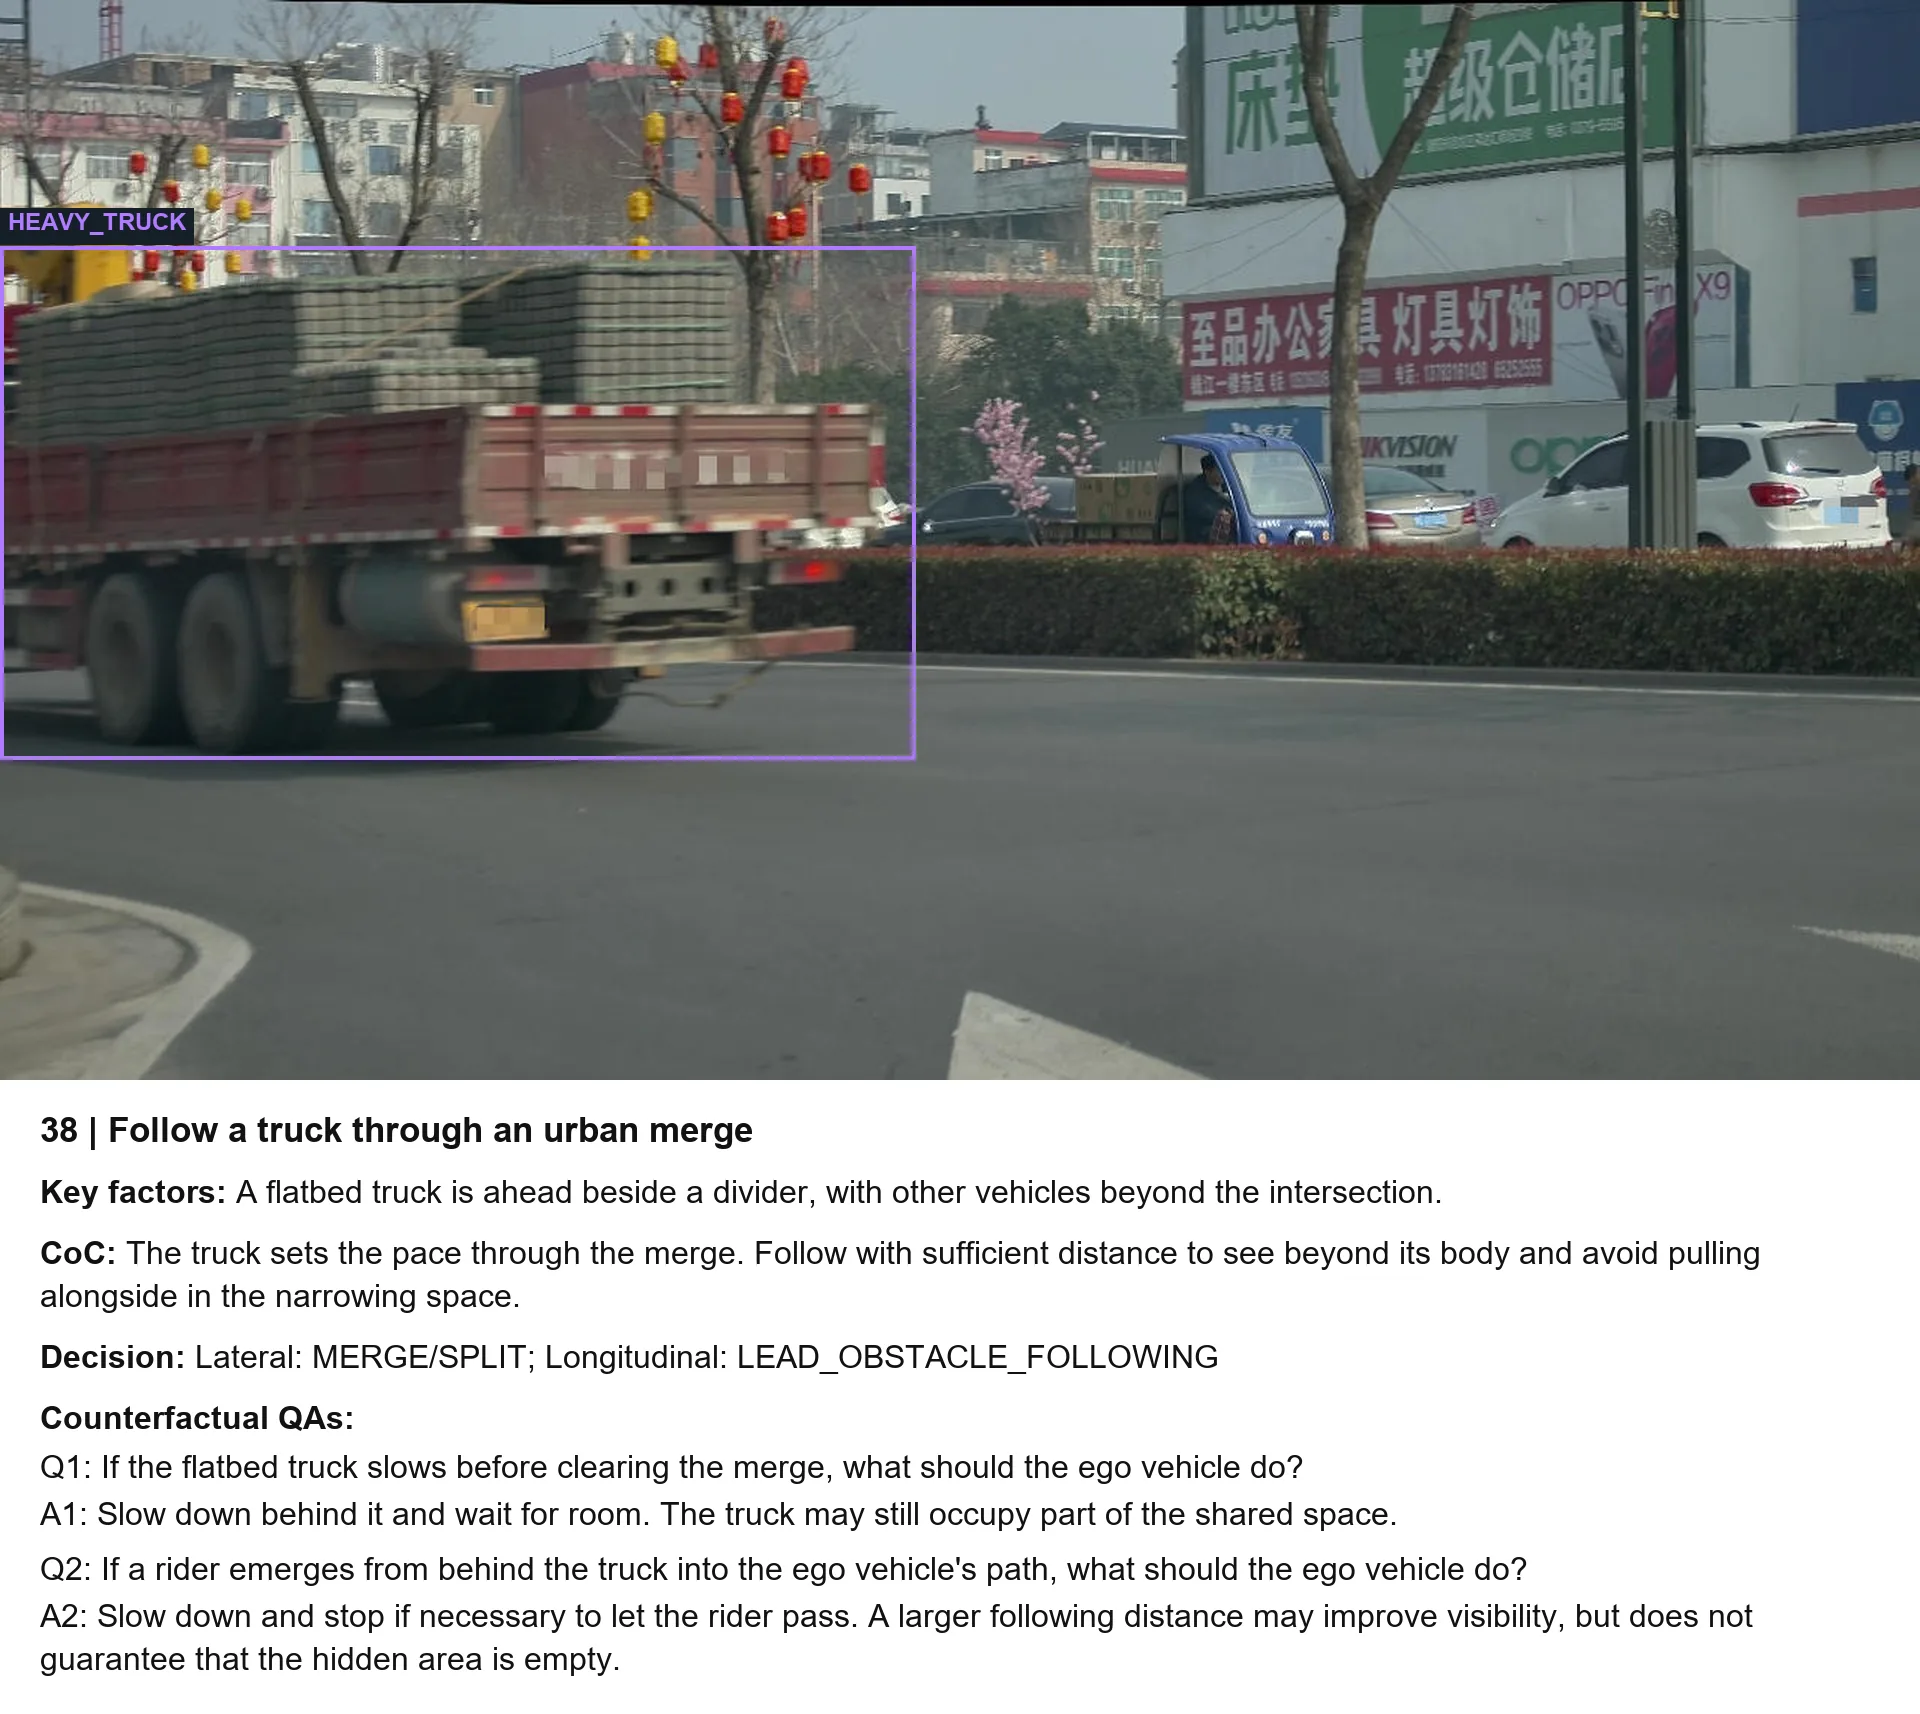 床垫
超级仓储店
HEAVY_TRUCK
至品办公家具 灯具灯饰
OPPO Find X9
HIKVISION
38 | Follow a truck through an urban merge
Key factors: A flatbed truck is ahead beside a divider, with other vehicles beyond the intersection.
CoC: The truck sets the pace through the merge. Follow with sufficient distance to see beyond its body and avoid pulling
alongside in the narrowing space.
Decision: Lateral: MERGE/SPLIT; Longitudinal: LEAD_OBSTACLE_FOLLOWING
Counterfactual QAs:
Q1: If the flatbed truck slows before clearing the merge, what should the ego vehicle do?
A1: Slow down behind it and wait for room. The truck may still occupy part of the shared space.
Q2: If a rider emerges from behind the truck into the ego vehicle's path, what should the ego vehicle do?
A2: Slow down and stop if necessary to let the rider pass. A larger following distance may improve visibility, but does not
guarantee that the hidden area is empty.